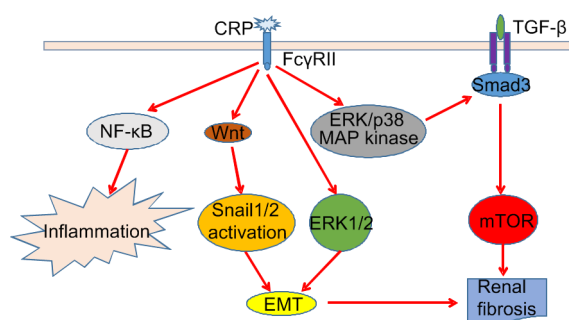 CRP
TGF-β
FcγRII
Smad3
NF-κB
Wnt
ERK/p38
MAP kinase
Inflammation
Snail1/2
activation
ERK1/2
mTOR
EMT
Renal
fibrosis